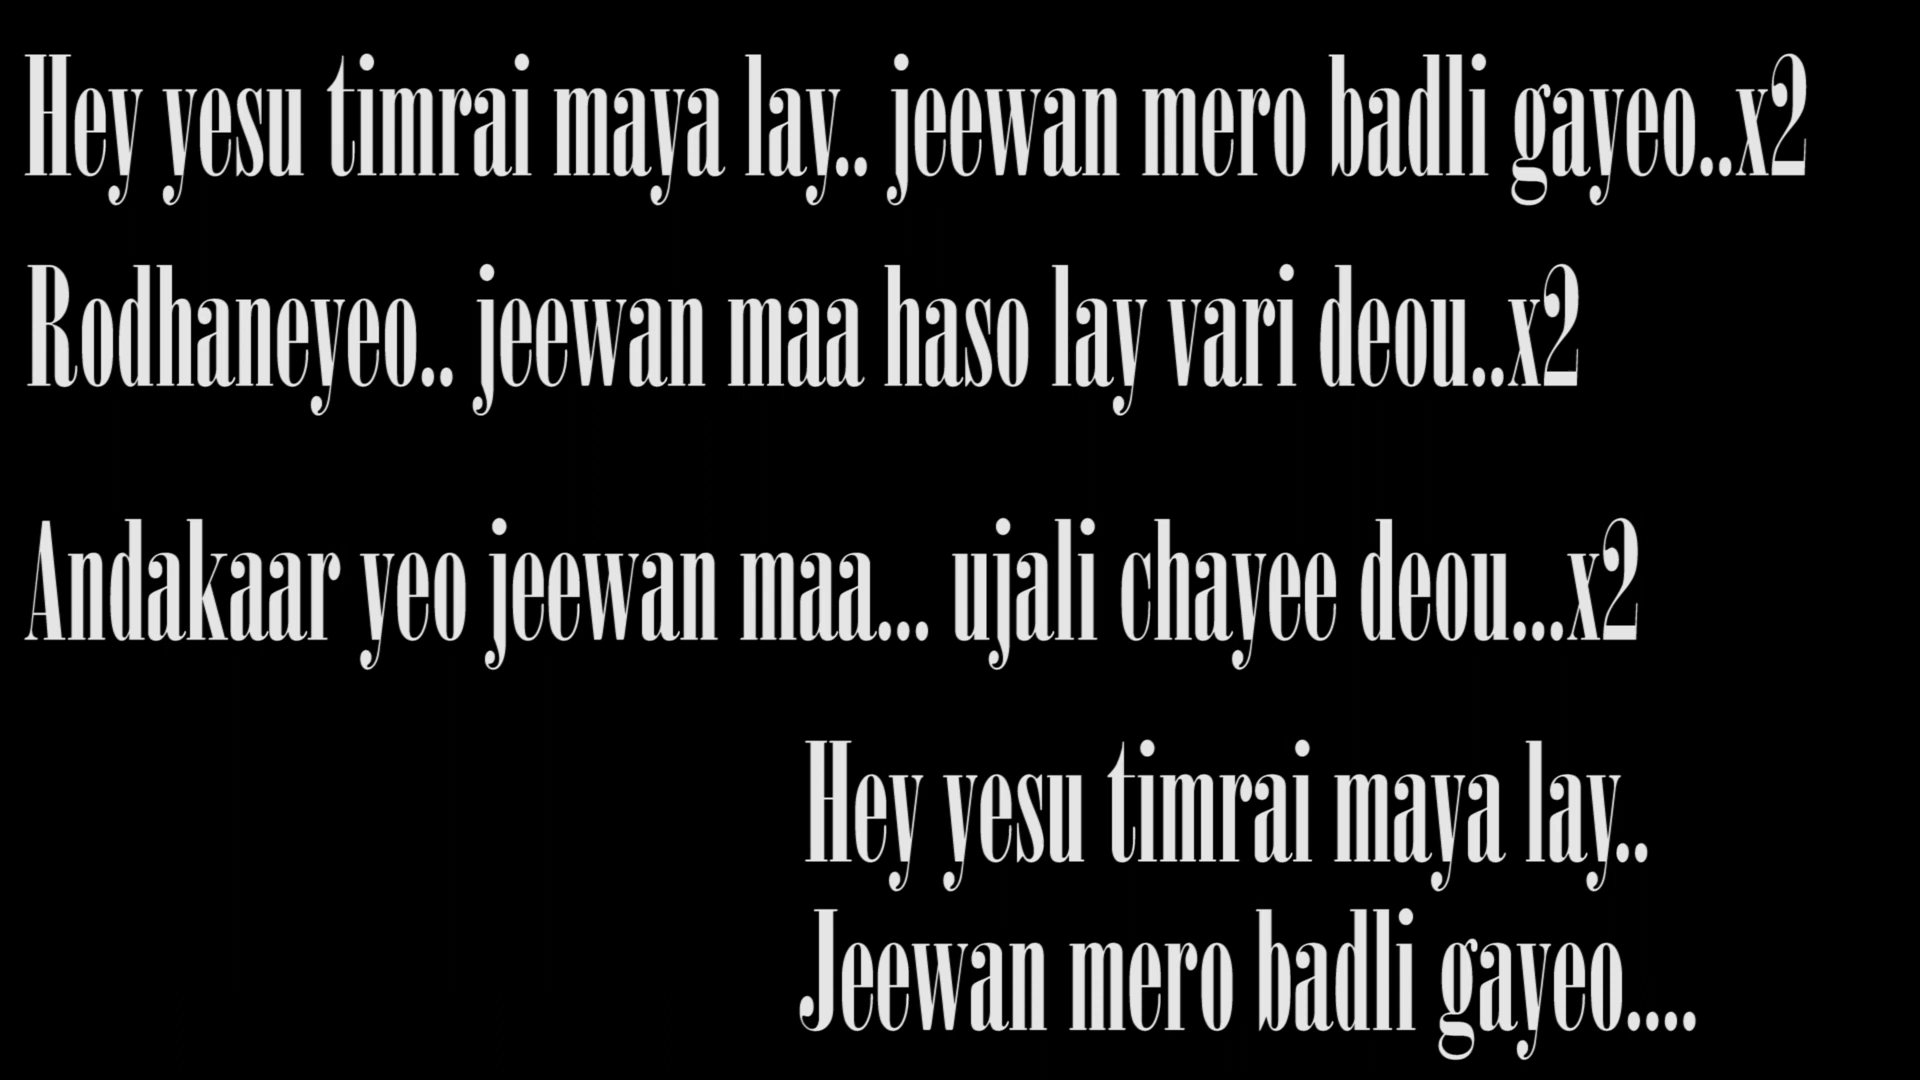 Hey yesu timrai maya lay.. jeewan mero badli gayeo..x2
Rodhaneyeo.. jeewan maa haso lay vari deou..x2
Andakaar yeo jeewan maa... ujali chayee deou...x2
Hey yesu timrai maya lay..
Jeewan mero badli gayeo....